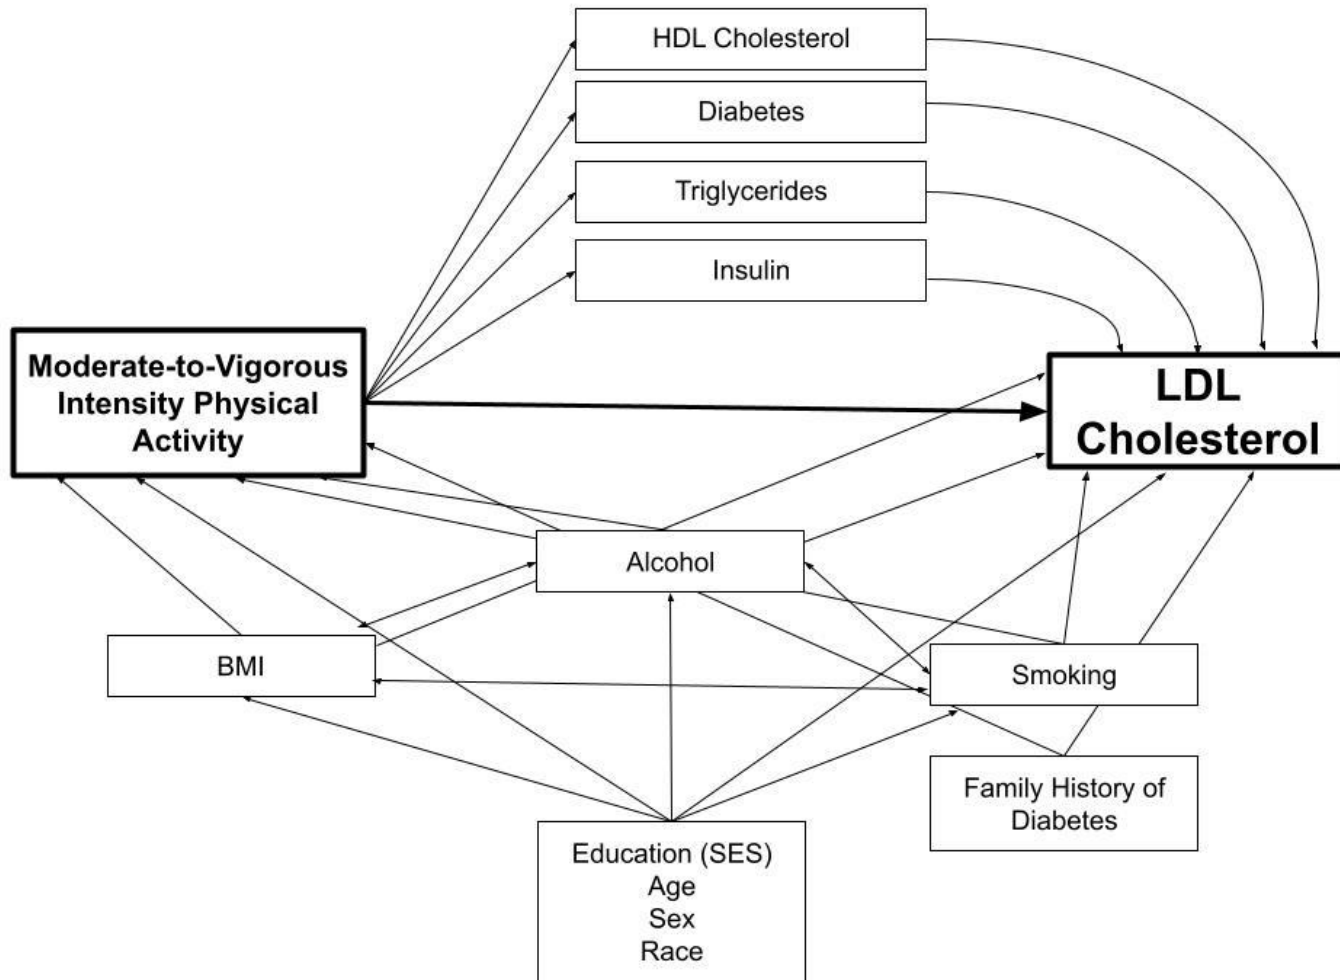 HDL Cholesterol
Diabetes
Triglycerides
Insulin
Moderate-to-Vigorous
Intensity Physical
Activity
LDL
Cholesterol
Alcohol
BMI
Smoking
Family History of
Diabetes
Education (SES)
Age
Sex
Race